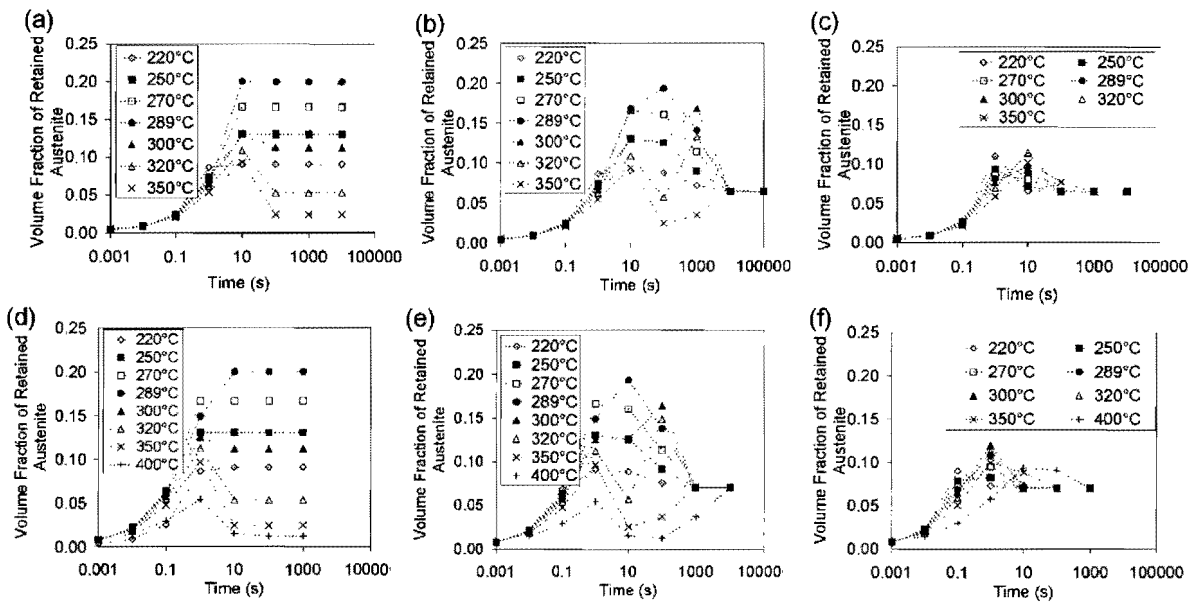 (a)
Volume Fraction of Retained
Austenite
0.25
0.20
0.15
0.10
0.05
0.00
220°C
250°C
270°C
289°C
300°C
320°C
350°C
0.001
0.1
10
1000
100000
Time (s)
(b)
Volume Fraction of Retained
Austenite
0.25
0.20
0.15
0.10
0.05
0.00
220°C
250°C
270°C
289°C
300°C
320°C
350°C
0.001
0.1
10
1000
100000
Time (s)
(c)
Volume Fraction of Retained
Austenite
0.25
0.20
0.15
0.10
0.05
0.00
220°C 250°C
270°C 289°C
300°C 320°C
350°C
0.001
0.1
10
1000
100000
Time (s)
(d)
Volume Fraction of Retained
Austenite
0.25
0.20
0.15
0.10
0.05
0.00
220°C
250°C
270°C
289°C
300°C
320°C
350°C
400°C
0.001
0.1
10
1000
10000
Time (s)
(e)
Volume Fraction of Retained
Austenite
0.25
0.20
0.15
0.10
0.05
0.00
220°C
250°C
270°C
289°C
300°C
320°C
350°C
400°C
0.001
0.1
10
1000
100000
Time (s)
(f)
Volume Fraction of Retained
Austenite
0.25
0.20
0.15
0.10
0.05
0.00
220°C 250°C
270°C 289°C
300°C 320°C
350°C 400°C
0.001
0.1
10
1000
100000
Time (s)